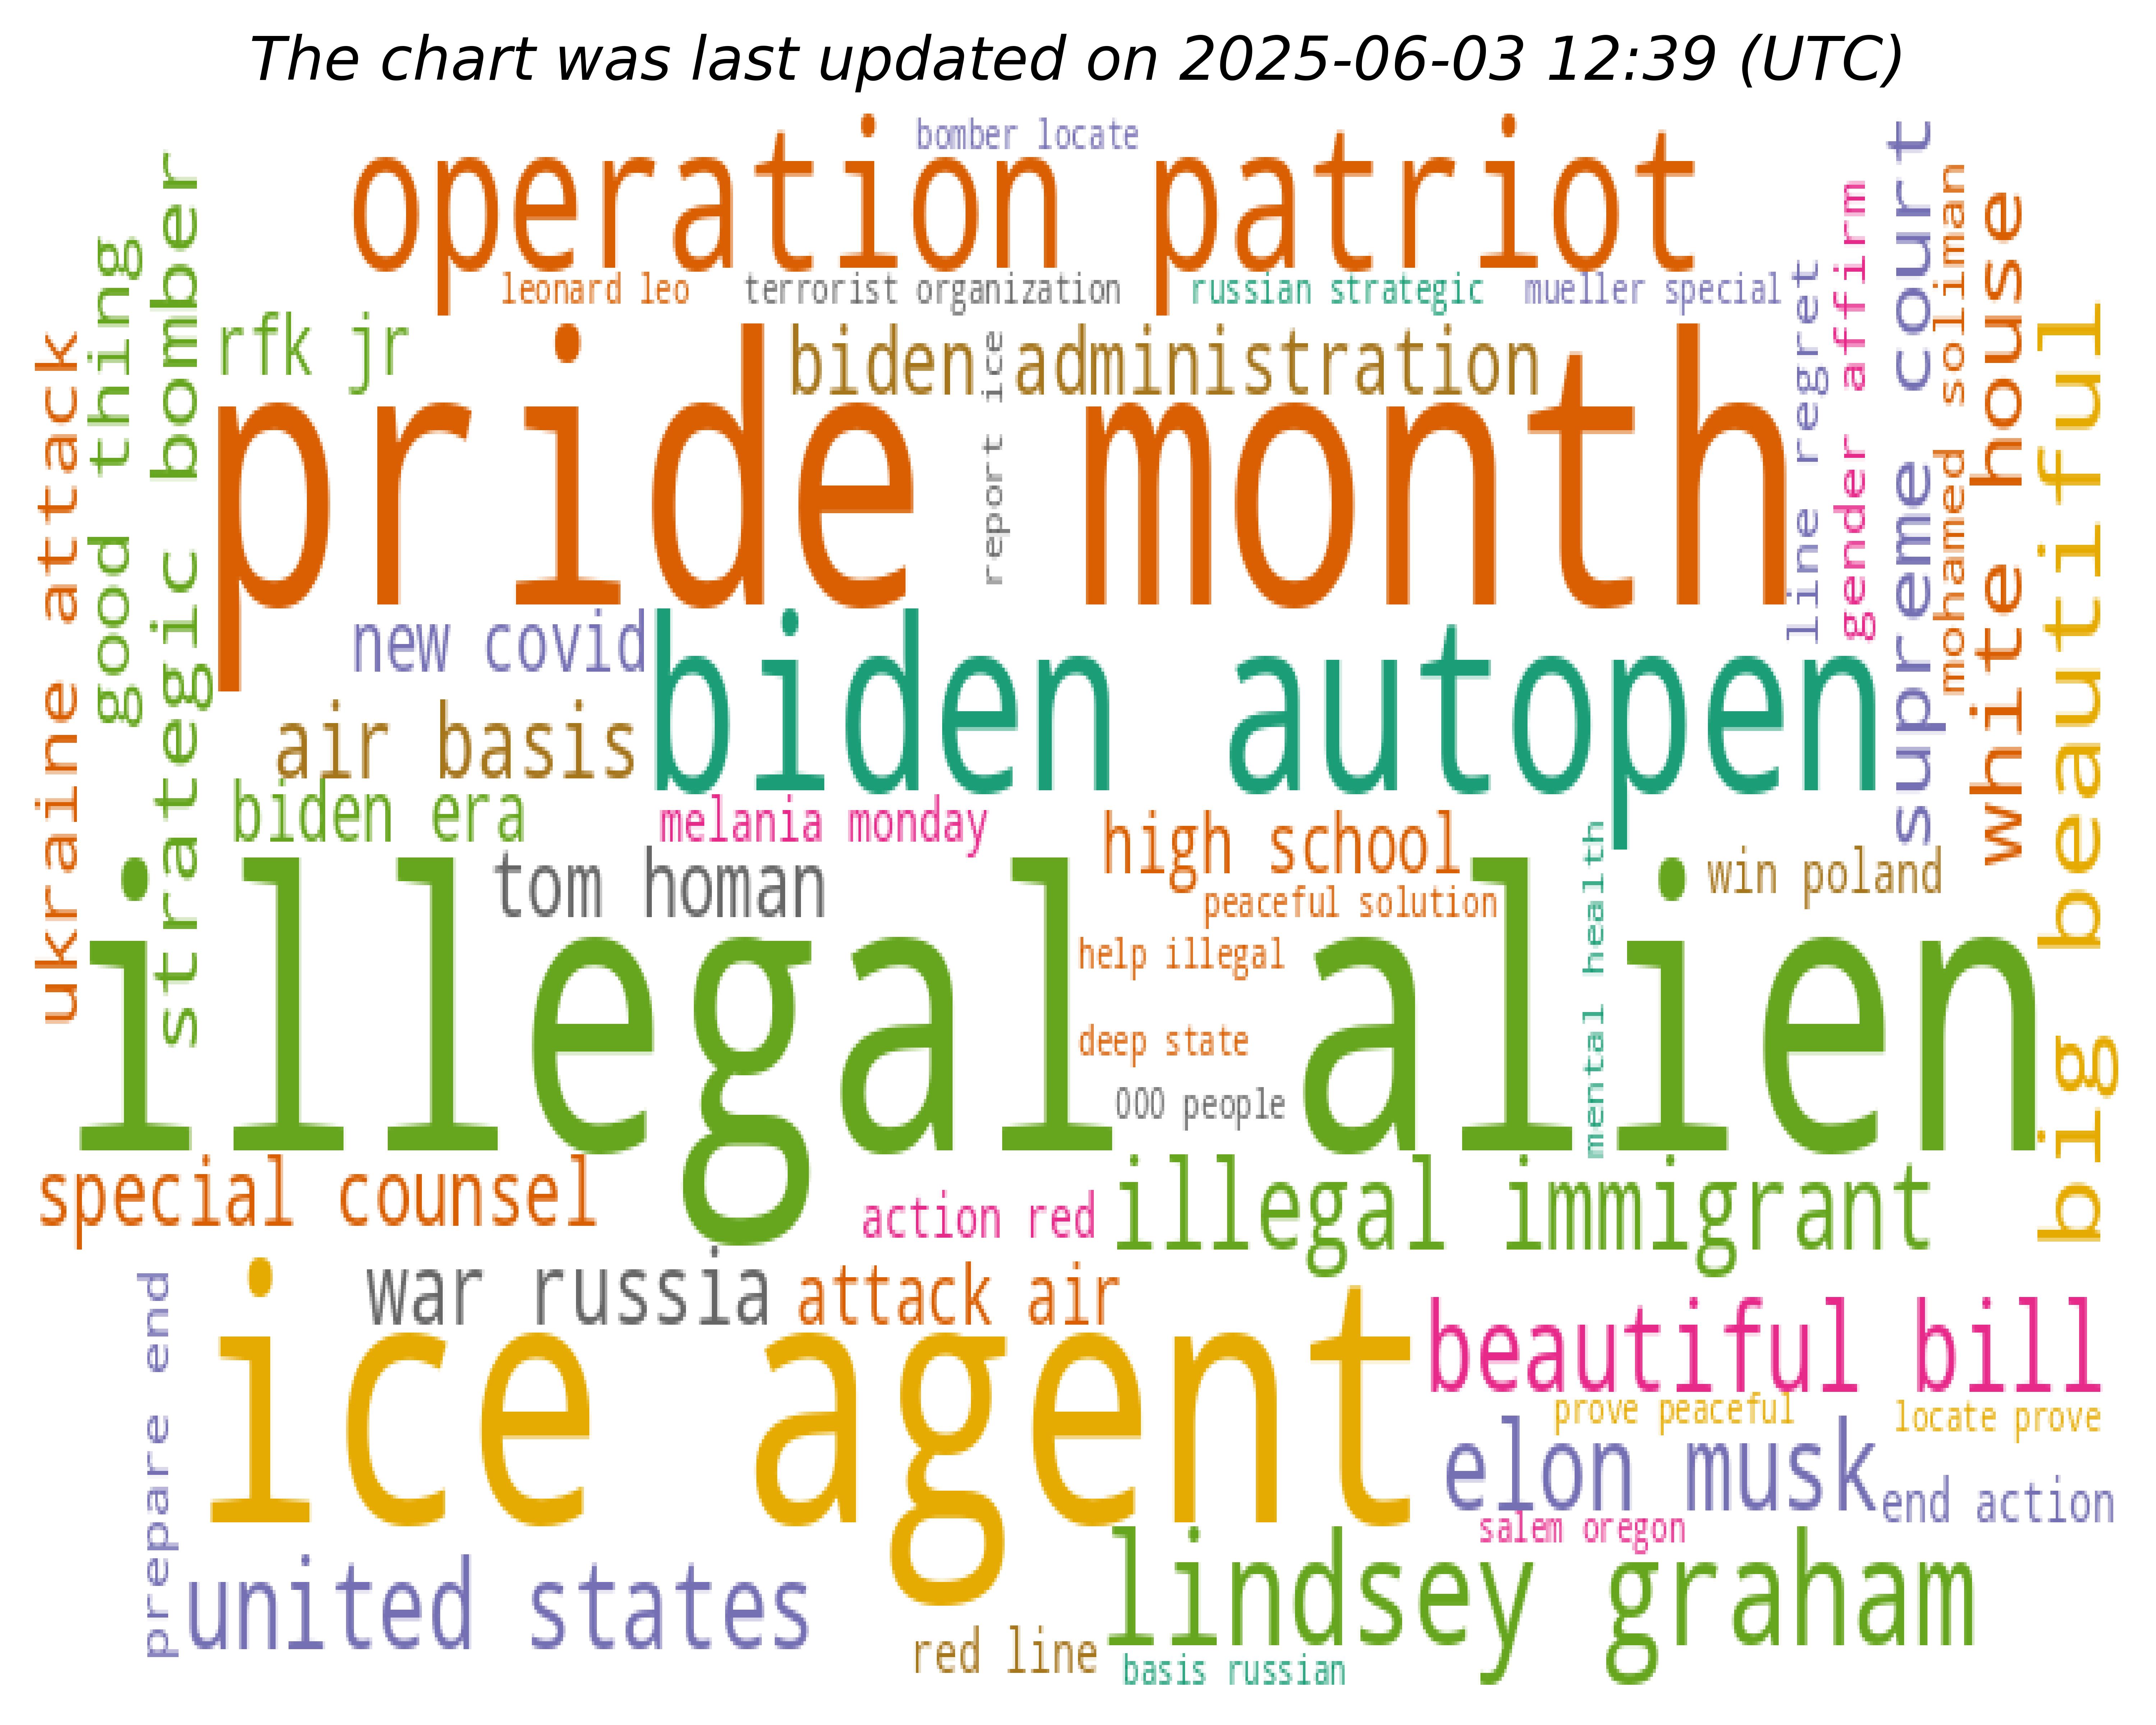 The chart was last updated on 2025-06-03 12:39 (UTC)
bomber locate
operation patriot
leonard leo
terrorist organization
russian strategic
mueller special
rfk jr
biden administration
report ice
pride month
ukraine attack
good thing
strategic bomber
line regret
gender affirm
supreme court
mohamed soliman
white house
big beautiful
new covid
biden autopen
air basis
biden era
melania monday
high school
tom homan
win poland
peaceful solution
help illegal
illegal alien
deep state
mental health
000 people
special counsel
action red
illegal immigrant
war russia
attack air
prepare end
ice agent
beautiful bill
prove peaceful
locate prove
elon musk
end action
salem oregon
united states
lindsey graham
red line
basis russian